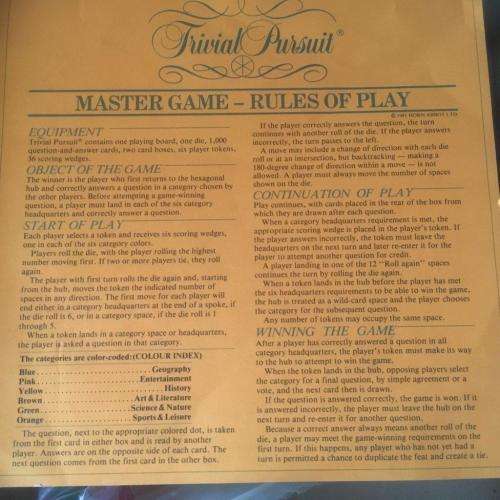 Trivial Pursuit®
MASTER GAME – RULES OF PLAY
© 1981 HORN ABBOT LTD.
EQUIPMENT
Trivial Pursuit® contains one playing board, one die, 1,000
question-and-answer cards, two card boxes, six player tokens,
36 scoring wedges.
OBJECT OF THE GAME
The winner is the player who first returns to the hexagonal
hub and correctly answers a question in a category chosen by
the other players. Before attempting a game-winning
question, a player must land in each of the six category
headquarters and correctly answer a question.
START OF PLAY
Each player selects a token and receives six scoring wedges,
one in each of the six category colors.
Players roll the die, with the player rolling the highest
number moving first. If two or more players tie, they roll
again.
The player with first turn rolls the die again and, starting
from the hub, moves the token the indicated number of
spaces in any direction. The first move for each player will
end either in a category headquarters at the end of a spoke, if
the die roll is 6, or in a category space, if the die roll is 1
through 5.
When a token lands in a category space or headquarters,
the player is asked a question in that category.
The categories are color-coded:(COLOUR INDEX)
Blue....................Geography
Pink....................Entertainment
Yellow....................History
Brown....................Art & Literature
Green....................Science & Nature
Orange....................Sports & Leisure
The question, next to the appropriate colored dot, is taken
from the first card in either box and is read by another
player. Answers are on the opposite side of each card. The
next question comes from the first card in the other box.
If the player correctly answers the question, the turn
continues with another roll of the die. If the player answers
incorrectly, the turn passes to the left.
A move may include a change of direction with each die
roll or at an intersection, but backtracking — making a
180-degree change of direction within a move — is not
allowed. A player must always move the number of spaces
shown on the die.
CONTINUATION OF PLAY
Play continues, with cards placed in the rear of the box from
which they are drawn after each question.
When a category headquarters requirement is met, the
appropriate scoring wedge is placed in the player's token. If
the player answers incorrectly, the token must leave the
headquarters on the next turn and later re-enter it for the
player to attempt another question for credit.
A player landing in one of the 12 "Roll again" spaces
continues the turn by rolling the die again.
When a token lands in the hub before the player has met
the six headquarters requirements to be able to win the game,
the hub is treated as a wild-card space and the player chooses
the category for the subsequent question.
Any number of tokens may occupy the same space.
WINNING THE GAME
After a player has correctly answered a question in all
category headquarters, the player's token must make its way
to the hub to attempt to win the game.
When the token lands in the hub, opposing players select
the category for a final question, by simple agreement or a
vote, and the next card is then drawn.
If the question is answered correctly, the game is won. If it
is answered incorrectly, the player must leave the hub on the
next turn and re-enter it for another question.
Because a correct answer always means another roll of the
die, a player may meet the game-winning requirements on the
first turn. If this happens, any player who has not yet had a
turn is permitted a chance to duplicate the feat and create a tie.